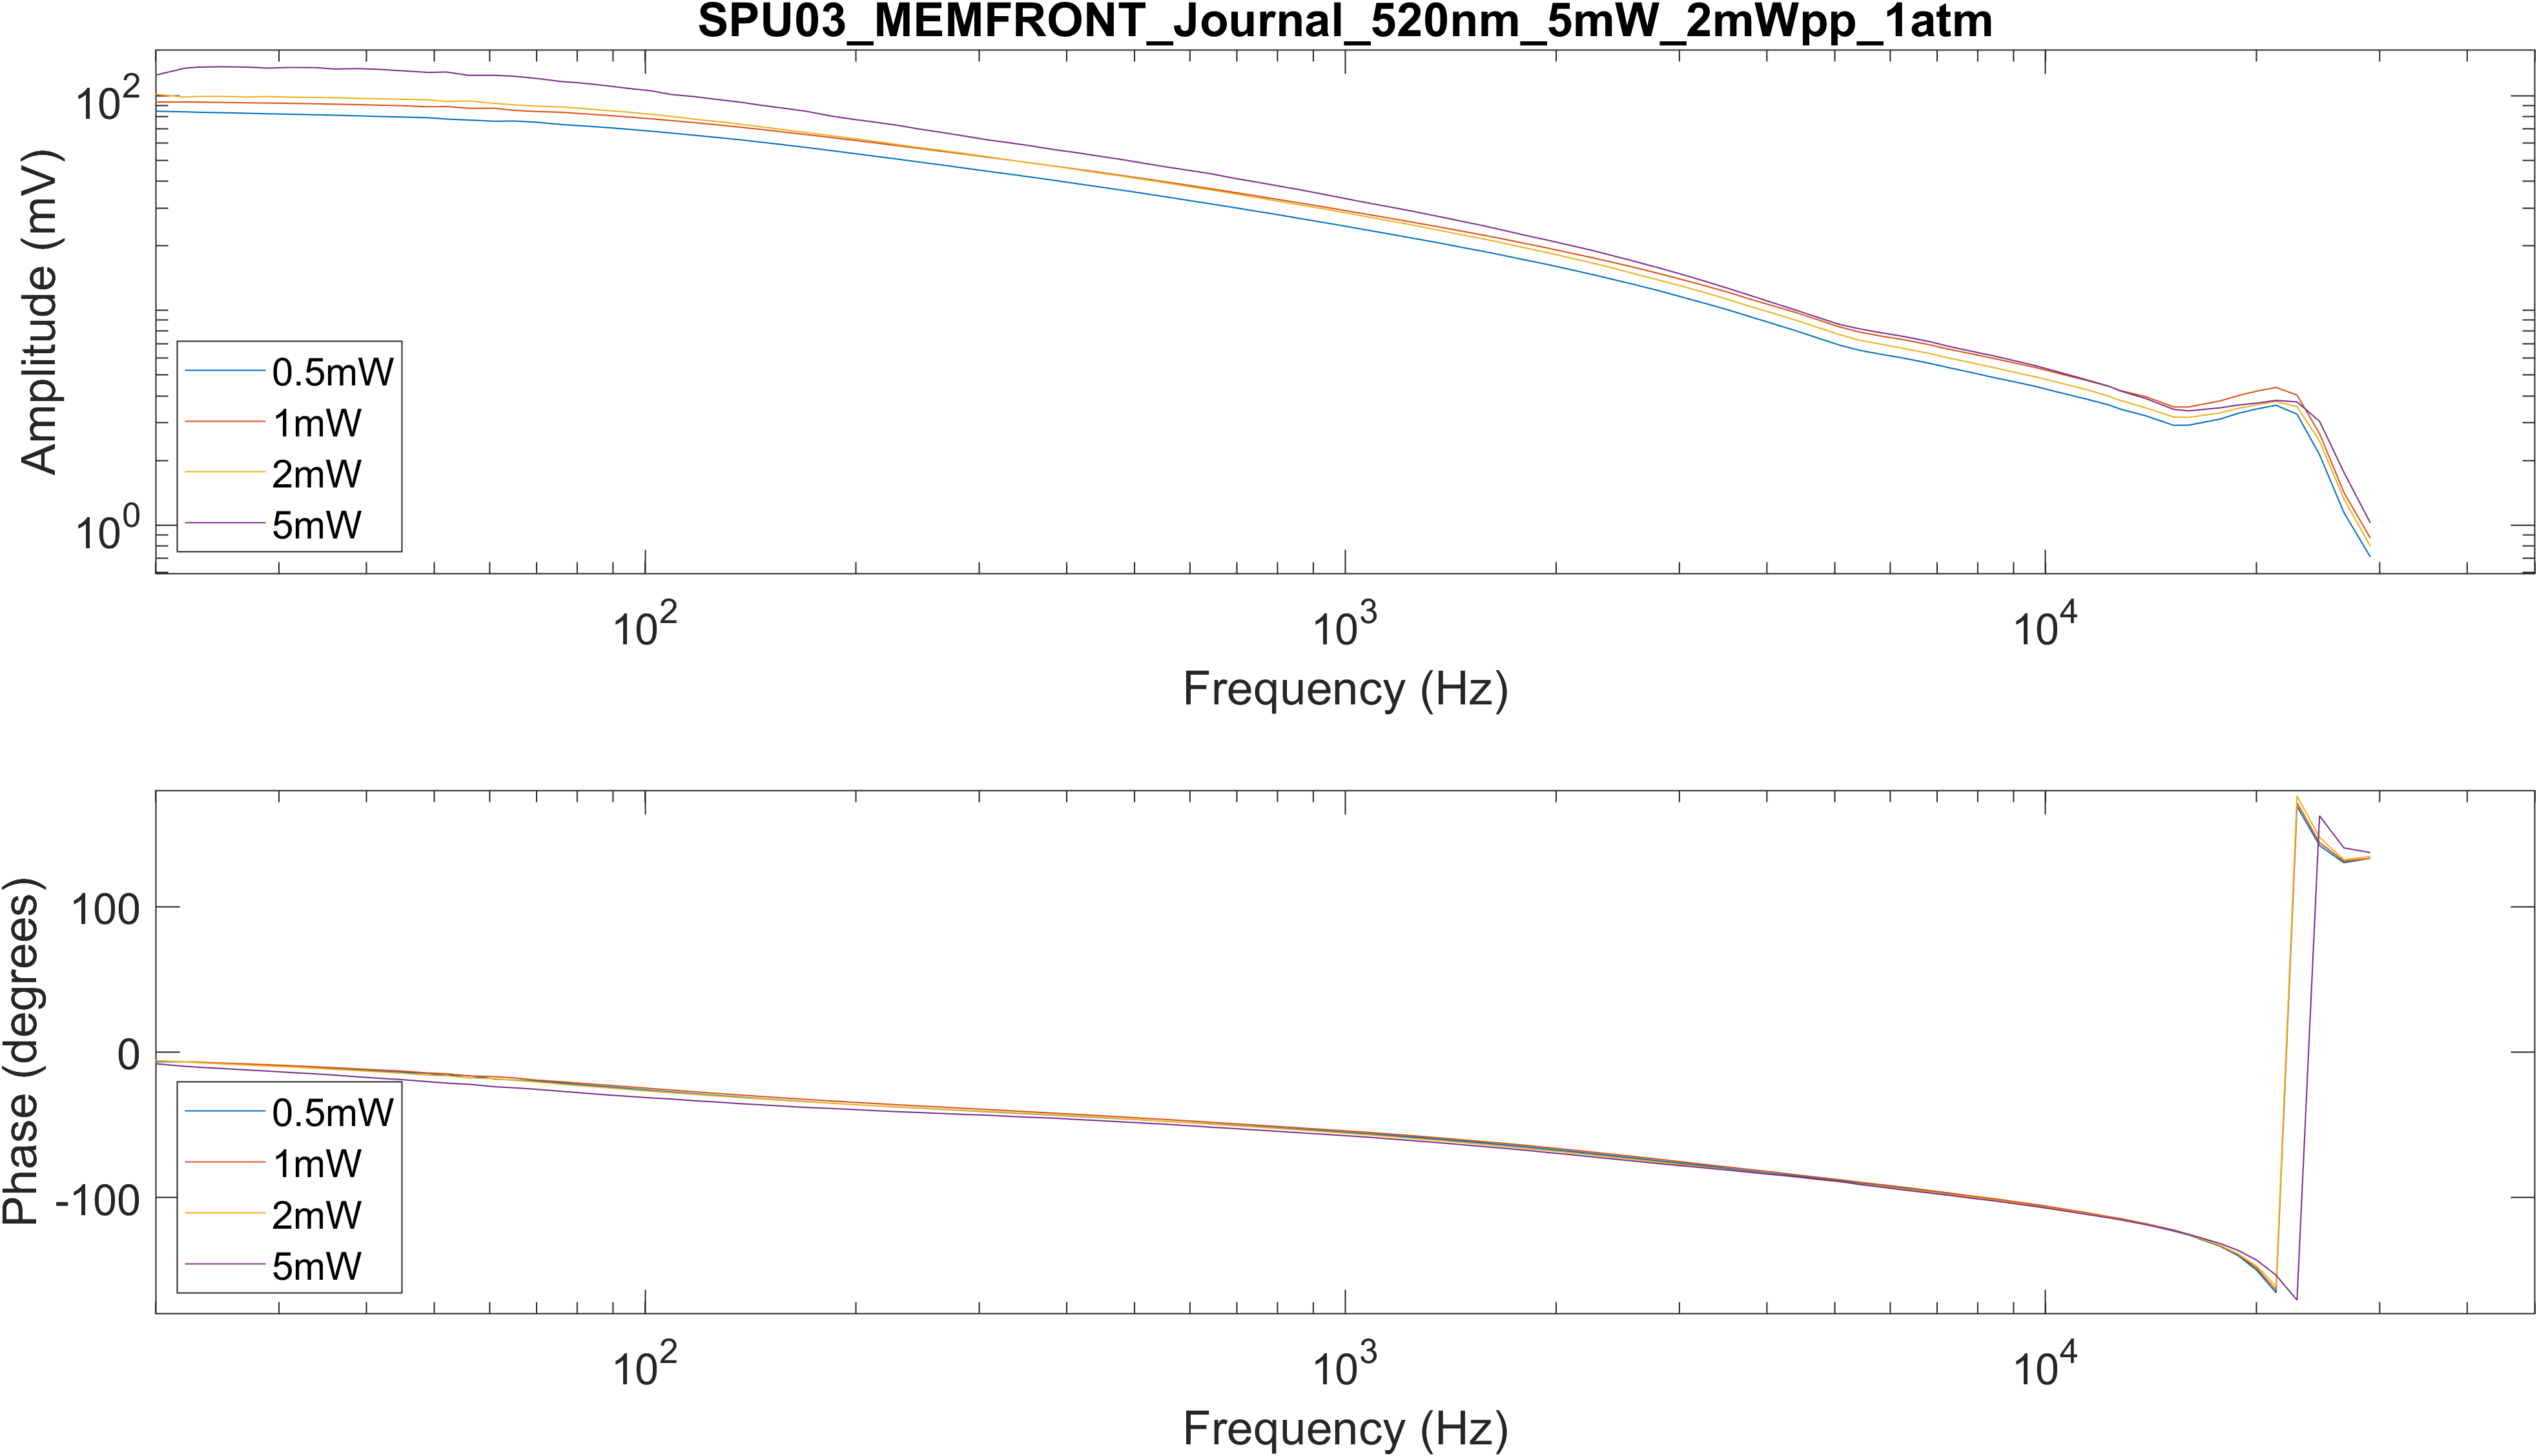 SPU03_MEMFRONT_Journal_520nm_5mW_2mWpp_1atm
10^2
10^0
Amplitude (mV)
0.5mW
1mW
2mW
5mW
10^2
10^3
10^4
Frequency (Hz)
100
0
-100
Phase (degrees)
0.5mW
1mW
2mW
5mW
10^2
10^3
10^4
Frequency (Hz)